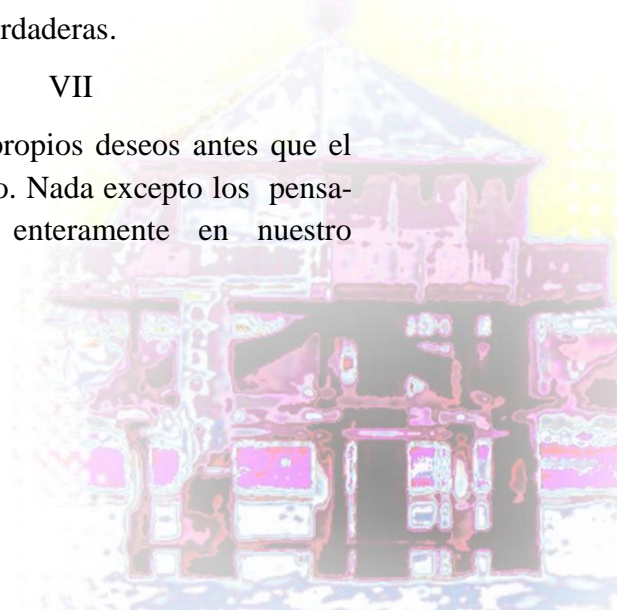 rdaderas.
VII
propios deseos antes que el
o. Nada excepto los pensa-
enteramente en nuestro